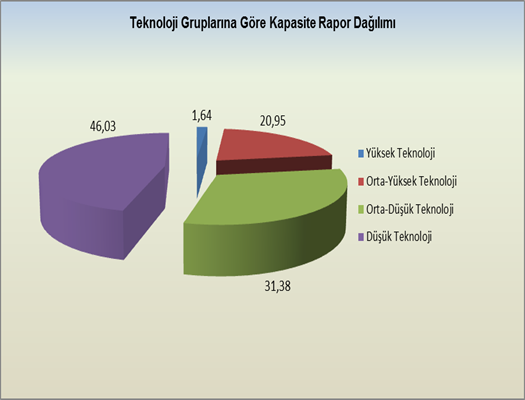 Teknoloji Gruplarına Göre Kapasite Rapor Dağılımı
1,64
20,95
46,03
31,38
Yüksek Teknoloji
Orta-Yüksek Teknoloji
Orta-Düşük Teknoloji
Düşük Teknoloji